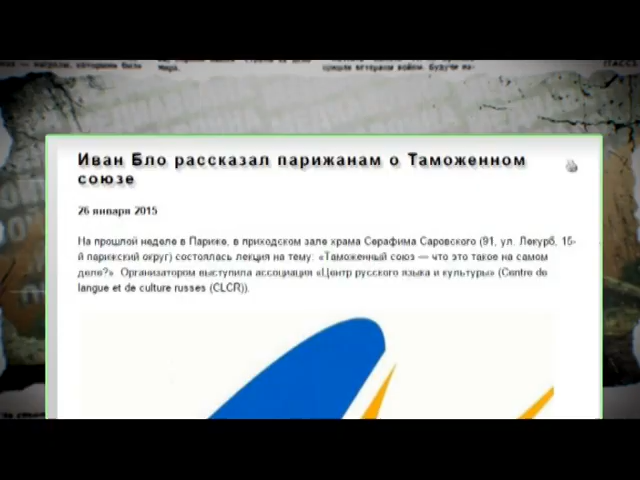 Иван Бло рассказал парижанам о Таможенном
союзе
26 января 2015
На прошлой неделе в Париже, в приходском зале храма Серафима Саровского (91, ул. Лекурб, 15-
й парижский округ) состоялась лекция на тему: «Таможенный союз — что это такое на самом
деле?». Организатором выступила ассоциация «Центр русского языка и культуры» (Centre de
langue et de culture russes (CLCR)).